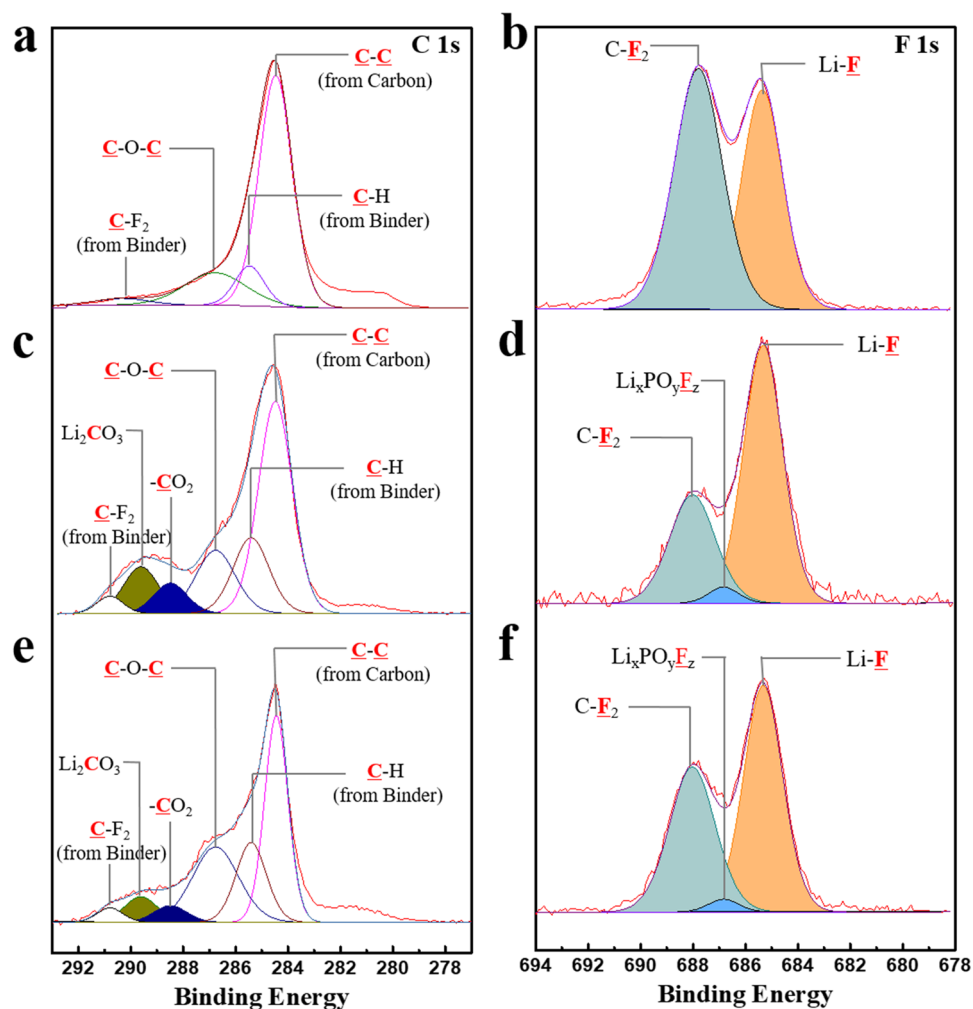 a
C 1s
C-C
(from Carbon)
C-O-C
C-H
(from Binder)
C-F₂
(from Binder)
b
F 1s
C-F₂
Li-F
c
C-C
(from Carbon)
C-O-C
Li₂CO₃
-CO₂
C-H
(from Binder)
C-F₂
(from Binder)
d
Li-F
LiₓPOᵧF_z
C-F₂
e
C-C
(from Carbon)
C-O-C
Li₂CO₃
-CO₂
C-H
(from Binder)
C-F₂
(from Binder)
f
LiₓPOᵧF_z
Li-F
C-F₂
292 290 288 286 284 282 280 278
Binding Energy
694 692 690 688 686 684 682 680 678
Binding Energy